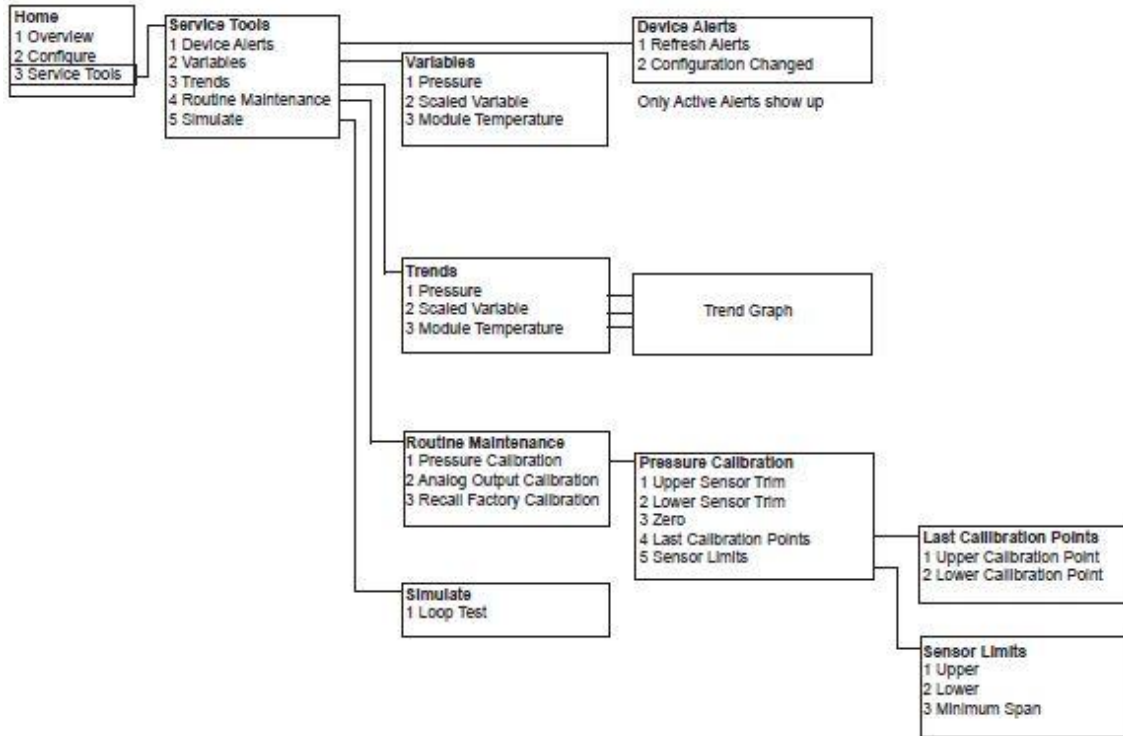 Home
1 Overview
2 Configure
3 Service Tools
Service Tools
1 Device Alerts
2 Variables
3 Trends
4 Routine Maintenance
5 Simulate
Device Alerts
1 Refresh Alerts
2 Configuration Changed
Only Active Alerts show up
Variables
1 Pressure
2 Scaled Variable
3 Module Temperature
Trends
1 Pressure
2 Scaled Variable
3 Module Temperature
Trend Graph
Routine Maintenance
1 Pressure Calibration
2 Analog Output Calibration
3 Recall Factory Calibration
Pressure Calibration
1 Upper Sensor Trim
2 Lower Sensor Trim
3 Zero
4 Last Calibration Points
5 Sensor Limits
Last Callibration Points
1 Upper Calibration Point
2 Lower Calibration Point
Simulate
1 Loop Test
Sensor Limits
1 Upper
2 Lower
3 Minimum Span